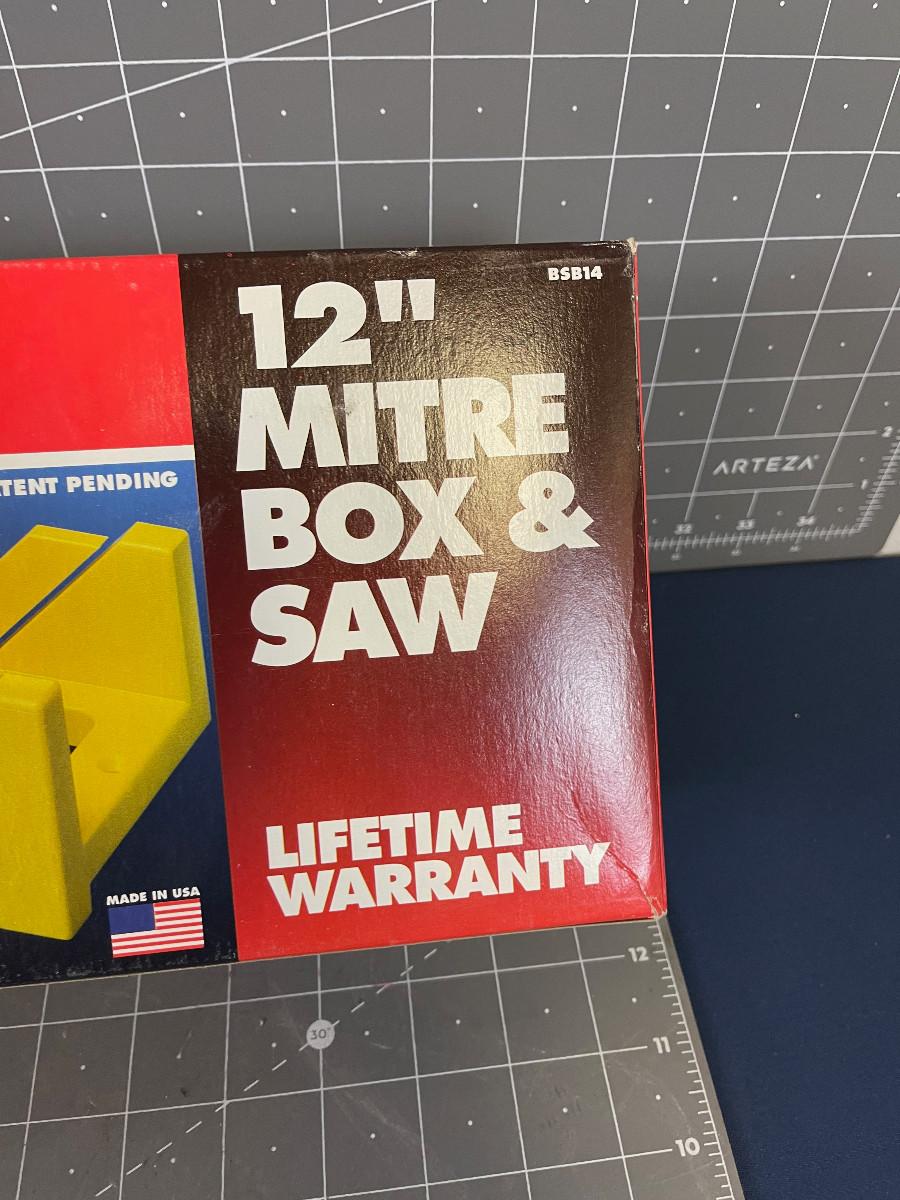 BSB14
12"
MITRE
BOX &
SAW
PENDING
LIFETIME
WARRANTY
MADE IN USA
ARTEZA
2
1
32 33 34
12
11
10
30°